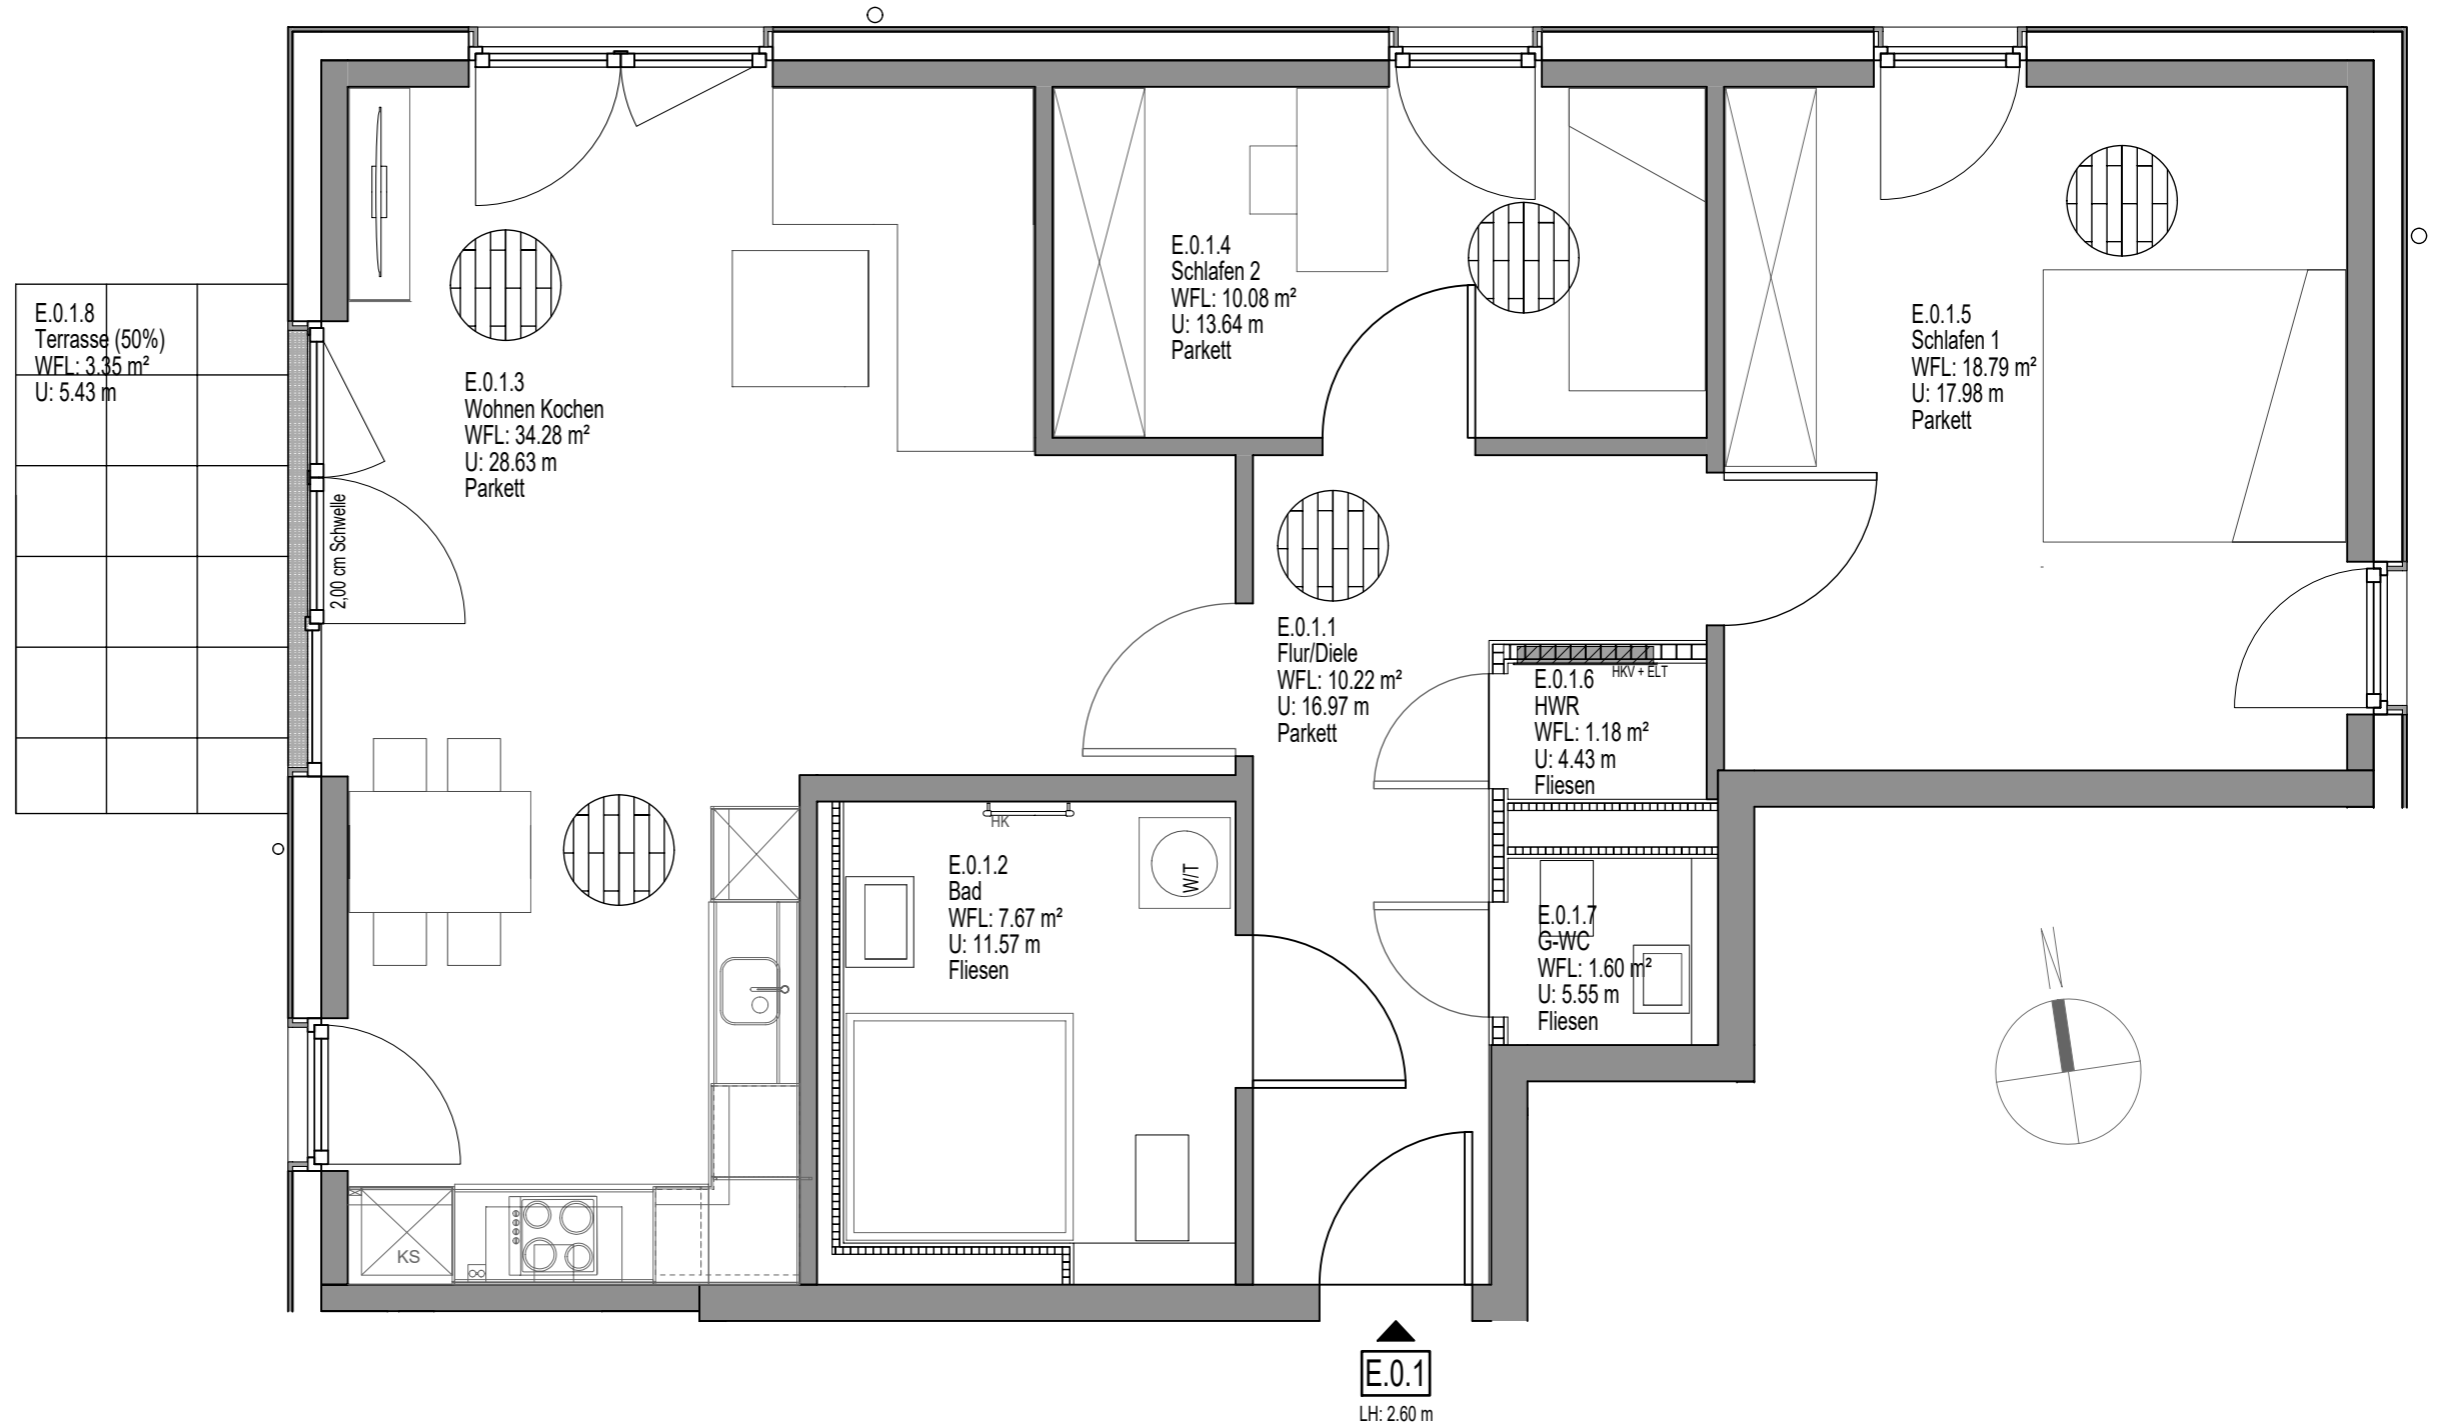 E.0.1.8
Terrasse (50%)
WFL: 3.35 m²
U: 5.43 m
E.0.1.3
Wohnen Kochen
WFL: 34.28 m²
U: 28.63 m
Parkett
2,00 cm Schwelle
E.0.1.4
Schlafen 2
WFL: 10.08 m²
U: 13.64 m
Parkett
E.0.1.5
Schlafen 1
WFL: 18.79 m²
U: 17.98 m
Parkett
E.0.1.1
Flur/Diele
WFL: 10.22 m²
U: 16.97 m
Parkett
HKV + ELT
E.0.1.6
HWR
WFL: 1.18 m²
U: 4.43 m
Fliesen
HK
W/T
E.0.1.2
Bad
WFL: 7.67 m²
U: 11.57 m
Fliesen
E.0.1.7
G-WC
WFL: 1.60 m²
U: 5.55 m
Fliesen
N
KS
E.0.1
LH: 2.60 m